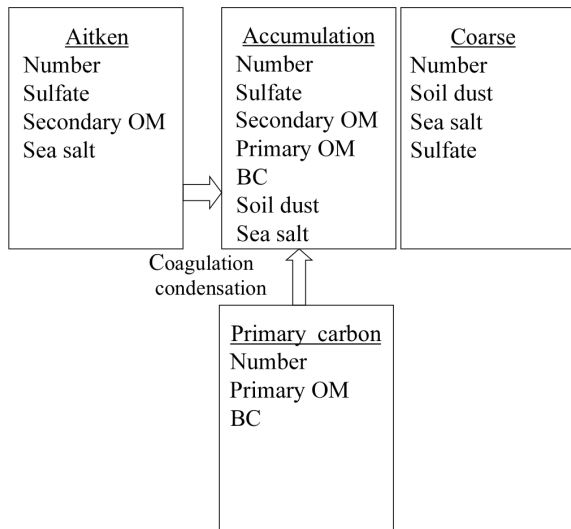 Aitken
Number
Sulfate
Secondary OM
Sea salt
Accumulation
Number
Sulfate
Secondary OM
Primary OM
BC
Soil dust
Sea salt
Coarse
Number
Soil dust
Sea salt
Sulfate
Coagulation
condensation
Primary carbon
Number
Primary OM
BC